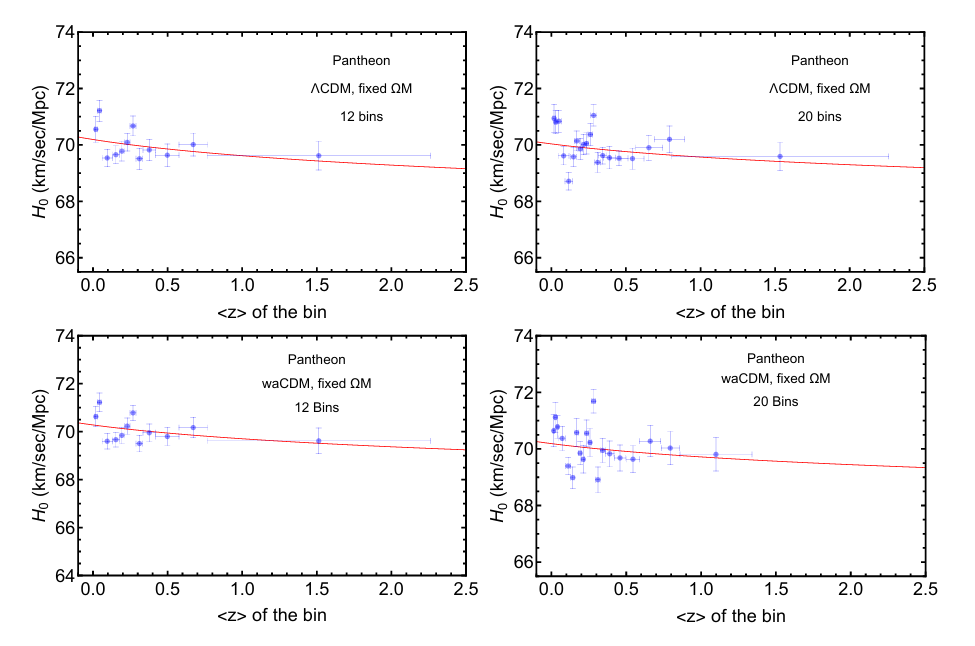 74
72
70
68
66
H0 (km/sec/Mpc)
Pantheon
ΛCDM, fixed ΩM
12 bins
0.0 0.5 1.0 1.5 2.0 2.5
<z> of the bin
74
72
70
68
66
H0 (km/sec/Mpc)
Pantheon
ΛCDM, fixed ΩM
20 bins
0.0 0.5 1.0 1.5 2.0 2.5
<z> of the bin
74
72
70
68
66
64
H0 (km/sec/Mpc)
Pantheon
waCDM, fixed ΩM
12 Bins
0.0 0.5 1.0 1.5 2.0 2.5
<z> of the bin
74
72
70
68
66
H0 (km/sec/Mpc)
Pantheon
waCDM, fixed ΩM
20 Bins
0.0 0.5 1.0 1.5 2.0 2.5
<z> of the bin